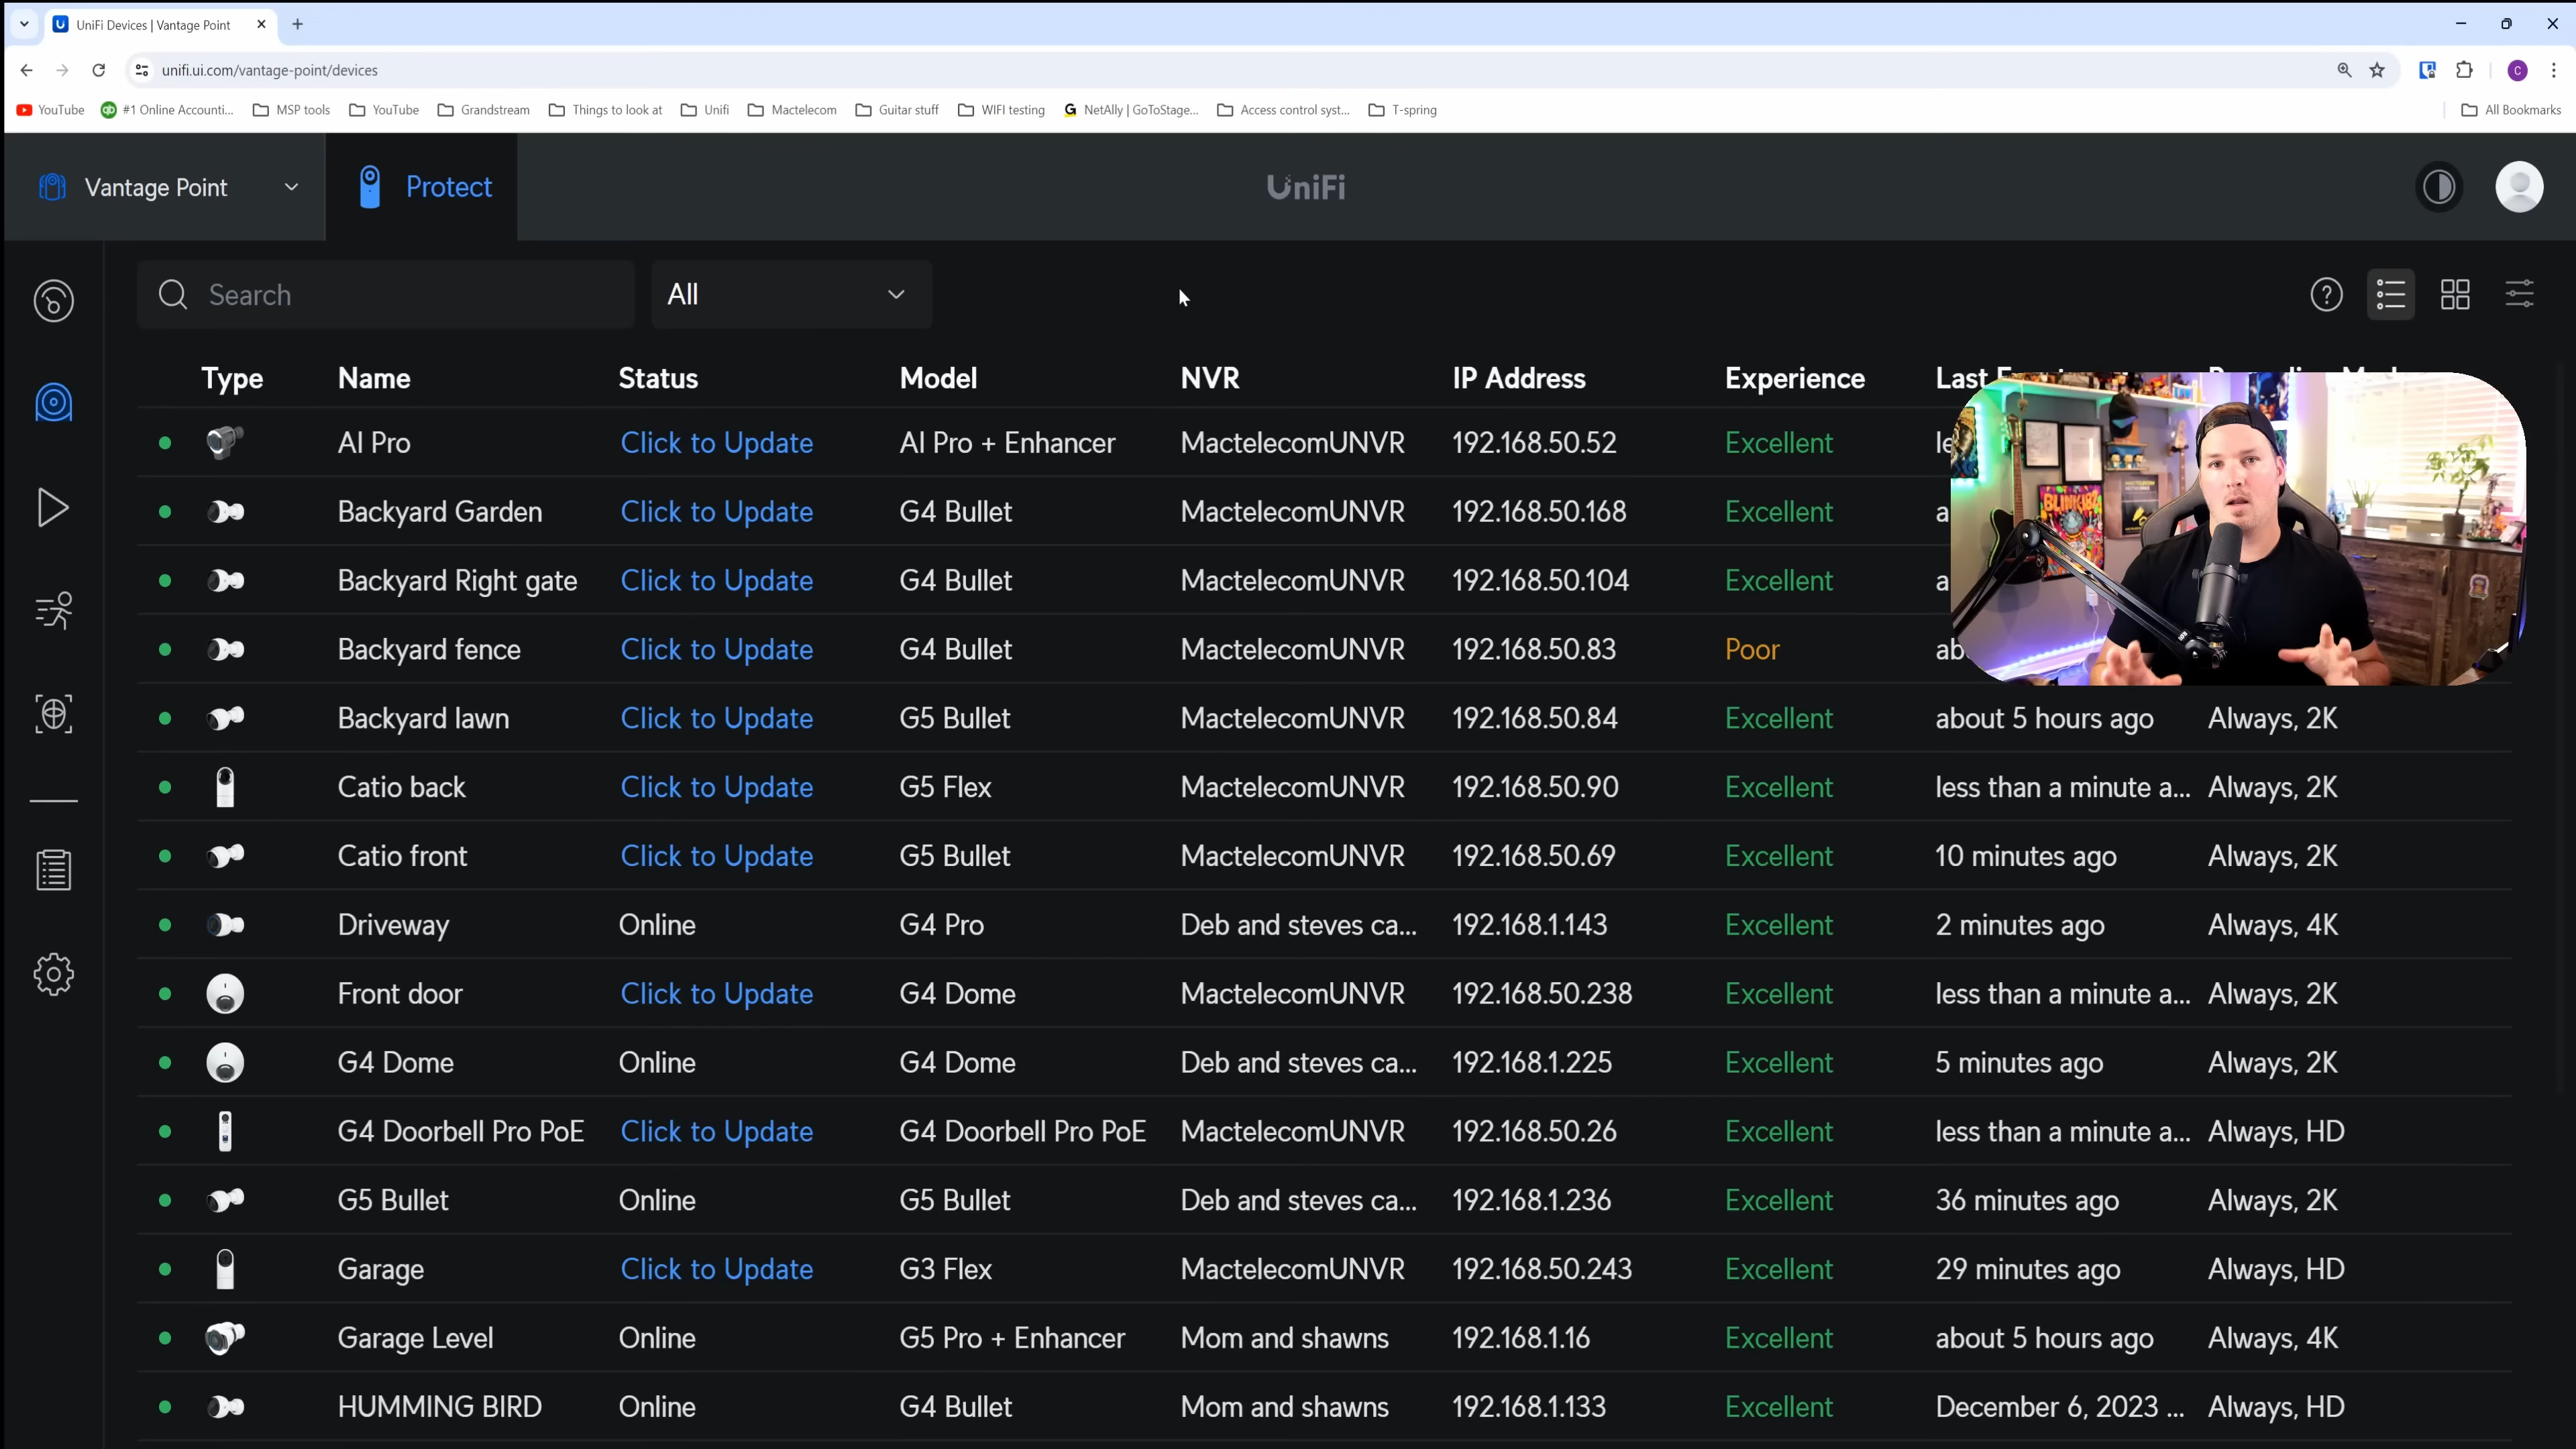 UniFi Devices | Vantage Point
unifi.ui.com/vantage-point/devices
C
YouTube #1 Online Accounti... MSP tools YouTube Grandstream Things to look at Unifi Mactelecom Guitar stuff WIFI testing NetAlly | GoToStage... Access control syst... T-spring All Bookmarks
Vantage Point Protect UniFi
Search All
Type Name Status Model NVR IP Address Experience Last
AI Pro Click to Update AI Pro + Enhancer MactelecomUNVR 192.168.50.52 Excellent
Backyard Garden Click to Update G4 Bullet MactelecomUNVR 192.168.50.168 Excellent
Backyard Right gate Click to Update G4 Bullet MactelecomUNVR 192.168.50.104 Excellent
Backyard fence Click to Update G4 Bullet MactelecomUNVR 192.168.50.83 Poor
Backyard lawn Click to Update G5 Bullet MactelecomUNVR 192.168.50.84 Excellent about 5 hours ago Always, 2K
Catio back Click to Update G5 Flex MactelecomUNVR 192.168.50.90 Excellent less than a minute a... Always, 2K
Catio front Click to Update G5 Bullet MactelecomUNVR 192.168.50.69 Excellent 10 minutes ago Always, 2K
Driveway Online G4 Pro Deb and steves ca... 192.168.1.143 Excellent 2 minutes ago Always, 4K
Front door Click to Update G4 Dome MactelecomUNVR 192.168.50.238 Excellent less than a minute a... Always, 2K
G4 Dome Online G4 Dome Deb and steves ca... 192.168.1.225 Excellent 5 minutes ago Always, 2K
G4 Doorbell Pro PoE Click to Update G4 Doorbell Pro PoE MactelecomUNVR 192.168.50.26 Excellent less than a minute a... Always, HD
G5 Bullet Online G5 Bullet Deb and steves ca... 192.168.1.236 Excellent 36 minutes ago Always, 2K
Garage Click to Update G3 Flex MactelecomUNVR 192.168.50.243 Excellent 29 minutes ago Always, HD
Garage Level Online G5 Pro + Enhancer Mom and shawns 192.168.1.16 Excellent about 5 hours ago Always, 4K
HUMMING BIRD Online G4 Bullet Mom and shawns 192.168.1.133 Excellent December 6, 2023 ... Always, HD